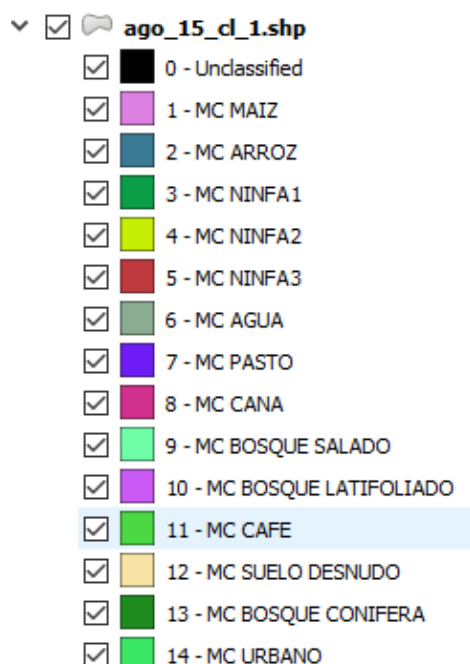 ago_15_cl_1.shp
0 - Unclassified
1 - MC MAIZ
2 - MC ARROZ
3 - MC NINFA1
4 - MC NINFA2
5 - MC NINFA3
6 - MC AGUA
7 - MC PASTO
8 - MC CANA
9 - MC BOSQUE SALADO
10 - MC BOSQUE LATIFOLIADO
11 - MC CAFE
12 - MC SUELO DESNUDO
13 - MC BOSQUE CONIFERA
14 - MC URBANO